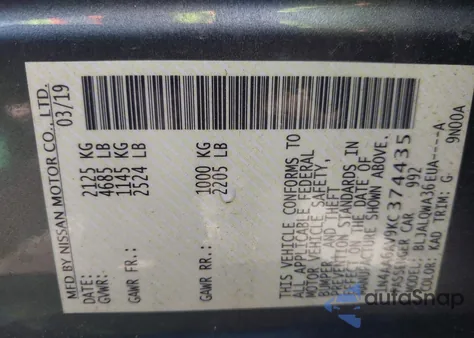 MFD BY NISSAN MOTOR CO., LTD.
DATE: 03/19
GVWR: 2125 KG
4685 LB
GAWR FR.: 1145 KG
2524 LB
GAWR RR.: 1000 KG
2205 LB
THIS VEHICLE CONFORMS TO
ALL APPLICABLE FEDERAL
MOTOR VEHICLE SAFETY,
BUMPER, AND THEFT
PREVENTION STANDARDS IN
EFFECT ON THE DATE OF
MANUFACTURE SHOWN ABOVE.
1N4AA6AV9KC374435
PASSENGER CAR 992
MODEL: BLJALQWA36EUA----A
COLOR: KAD TRIM: G 9N00A
autoSnap